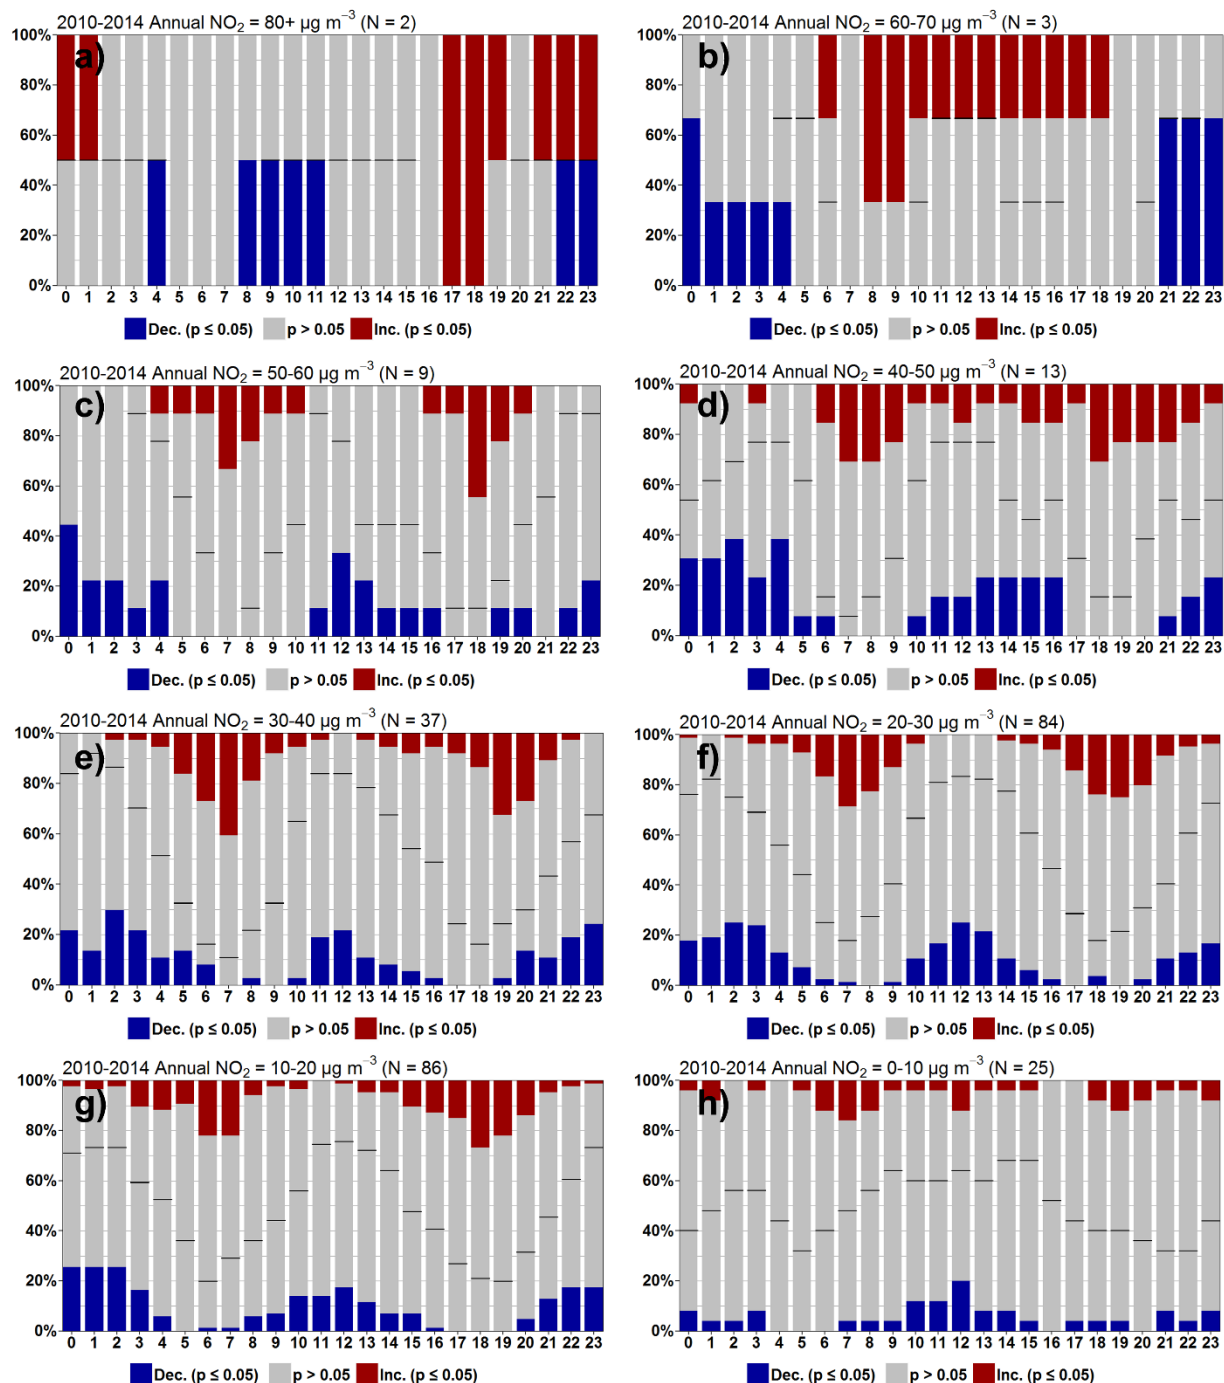 2010-2014 Annual NO₂ = 80+ µg m⁻³ (N = 2)
a)
100%
80%
60%
40%
20%
0%
0 1 2 3 4 5 6 7 8 9 10 11 12 13 14 15 16 17 18 19 20 21 22 23
Dec. (p ≤ 0.05) p > 0.05 Inc. (p ≤ 0.05)
2010-2014 Annual NO₂ = 60-70 µg m⁻³ (N = 3)
b)
100%
80%
60%
40%
20%
0%
0 1 2 3 4 5 6 7 8 9 10 11 12 13 14 15 16 17 18 19 20 21 22 23
Dec. (p ≤ 0.05) p > 0.05 Inc. (p ≤ 0.05)
2010-2014 Annual NO₂ = 50-60 µg m⁻³ (N = 9)
c)
100%
80%
60%
40%
20%
0%
0 1 2 3 4 5 6 7 8 9 10 11 12 13 14 15 16 17 18 19 20 21 22 23
Dec. (p ≤ 0.05) p > 0.05 Inc. (p ≤ 0.05)
2010-2014 Annual NO₂ = 40-50 µg m⁻³ (N = 13)
d)
100%
80%
60%
40%
20%
0%
0 1 2 3 4 5 6 7 8 9 10 11 12 13 14 15 16 17 18 19 20 21 22 23
Dec. (p ≤ 0.05) p > 0.05 Inc. (p ≤ 0.05)
2010-2014 Annual NO₂ = 30-40 µg m⁻³ (N = 37)
e)
100%
80%
60%
40%
20%
0%
0 1 2 3 4 5 6 7 8 9 10 11 12 13 14 15 16 17 18 19 20 21 22 23
Dec. (p ≤ 0.05) p > 0.05 Inc. (p ≤ 0.05)
2010-2014 Annual NO₂ = 20-30 µg m⁻³ (N = 84)
f)
100%
80%
60%
40%
20%
0%
0 1 2 3 4 5 6 7 8 9 10 11 12 13 14 15 16 17 18 19 20 21 22 23
Dec. (p ≤ 0.05) p > 0.05 Inc. (p ≤ 0.05)
2010-2014 Annual NO₂ = 10-20 µg m⁻³ (N = 86)
g)
100%
80%
60%
40%
20%
0%
0 1 2 3 4 5 6 7 8 9 10 11 12 13 14 15 16 17 18 19 20 21 22 23
Dec. (p ≤ 0.05) p > 0.05 Inc. (p ≤ 0.05)
2010-2014 Annual NO₂ = 0-10 µg m⁻³ (N = 25)
h)
100%
80%
60%
40%
20%
0%
0 1 2 3 4 5 6 7 8 9 10 11 12 13 14 15 16 17 18 19 20 21 22 23
Dec. (p ≤ 0.05) p > 0.05 Inc. (p ≤ 0.05)